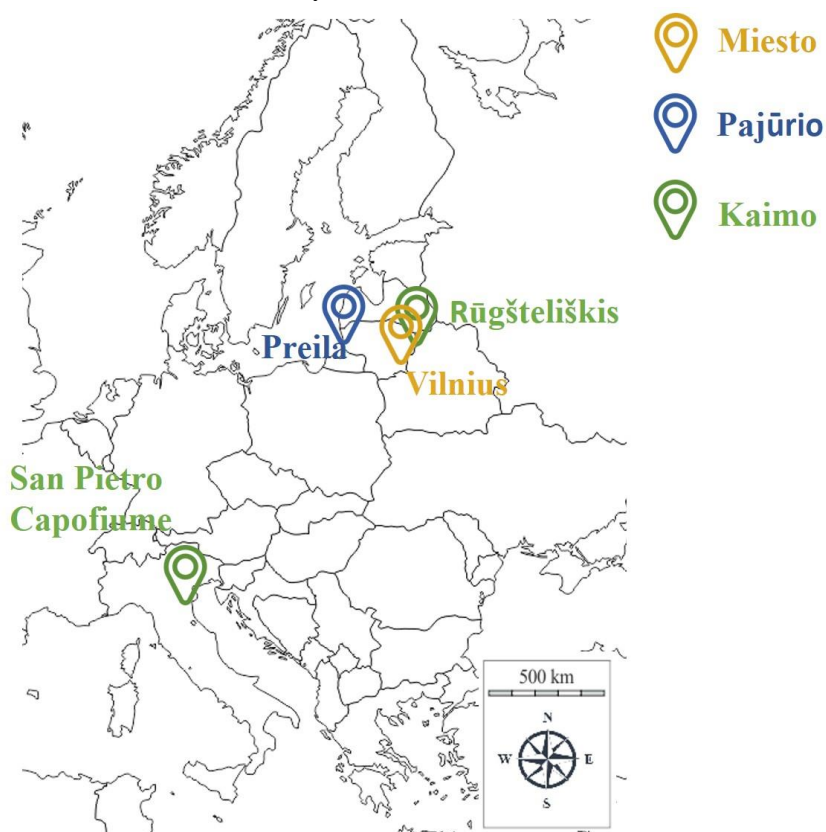 Miesto
Pajūrio
Kaimo
Rūgšteliškis
Preila
Vilnius
San Pietro
Capofiume
500 km
N
W E
S